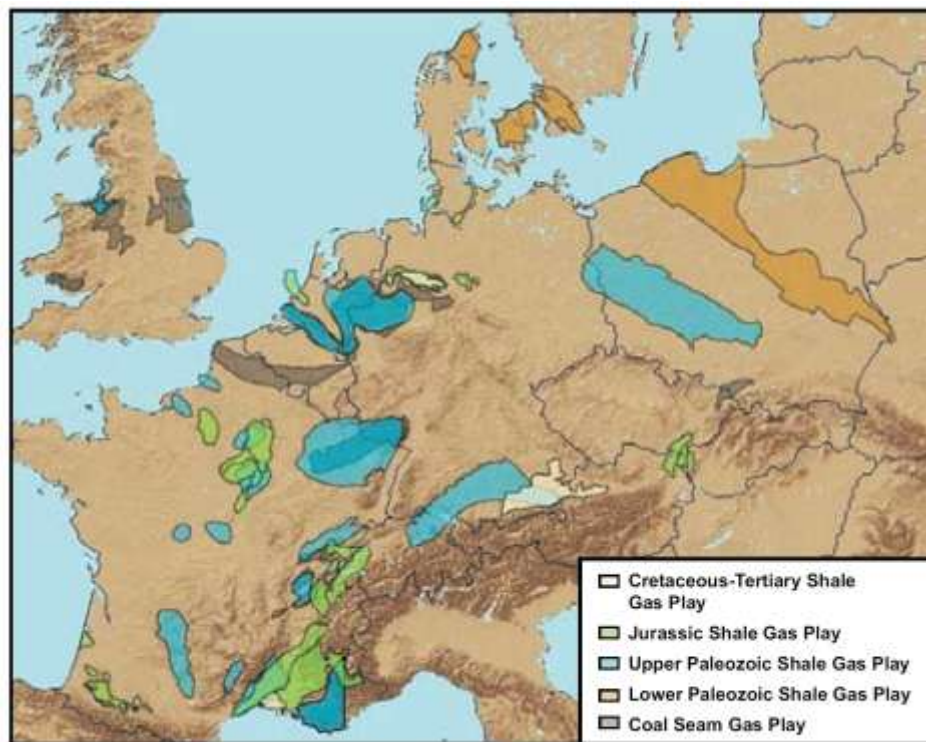 Cretaceous-Tertiary Shale
Gas Play
Jurassic Shale Gas Play
Upper Paleozoic Shale Gas Play
Lower Paleozoic Shale Gas Play
Coal Seam Gas Play